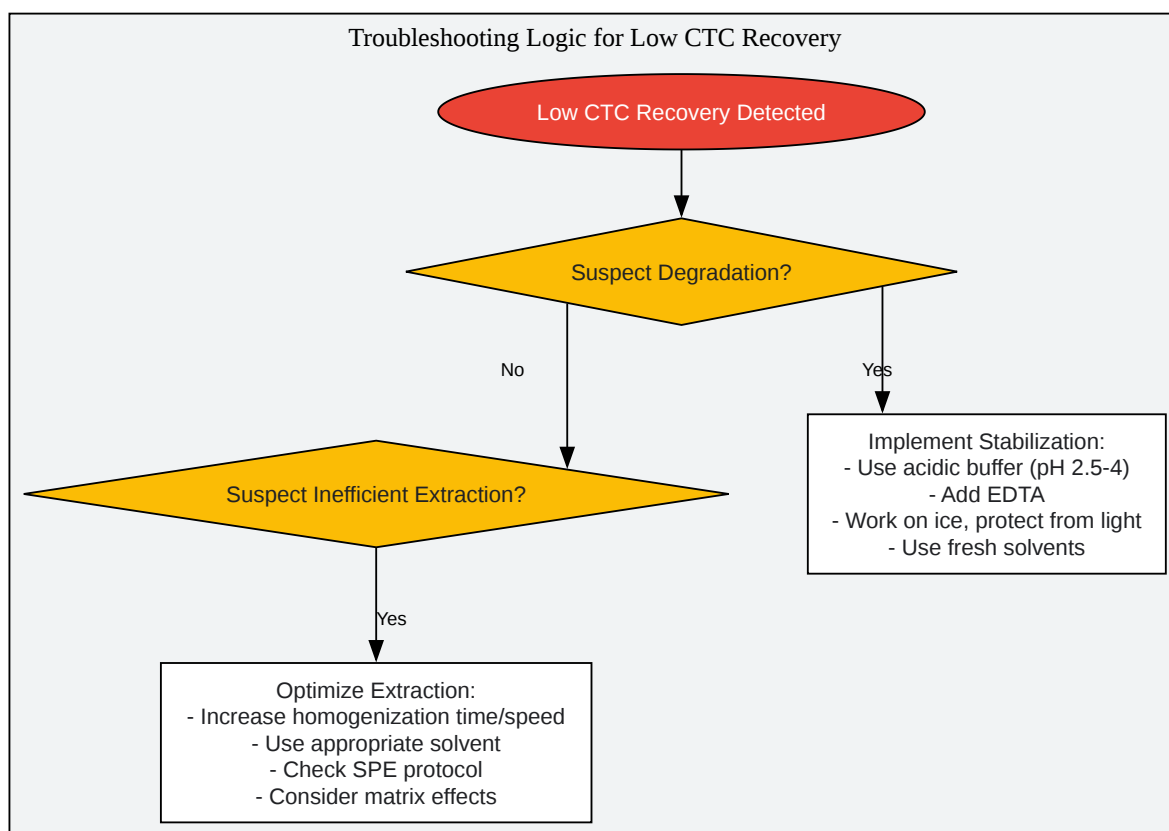 Troubleshooting Logic for Low CTC Recovery
Low CTC Recovery Detected
Suspect Degradation?
No
Yes
Implement Stabilization:
- Use acidic buffer (pH 2.5-4)
- Add EDTA
- Work on ice, protect from light
- Use fresh solvents
Suspect Inefficient Extraction?
Yes
Optimize Extraction:
- Increase homogenization time/speed
- Use appropriate solvent
- Check SPE protocol
- Consider matrix effects